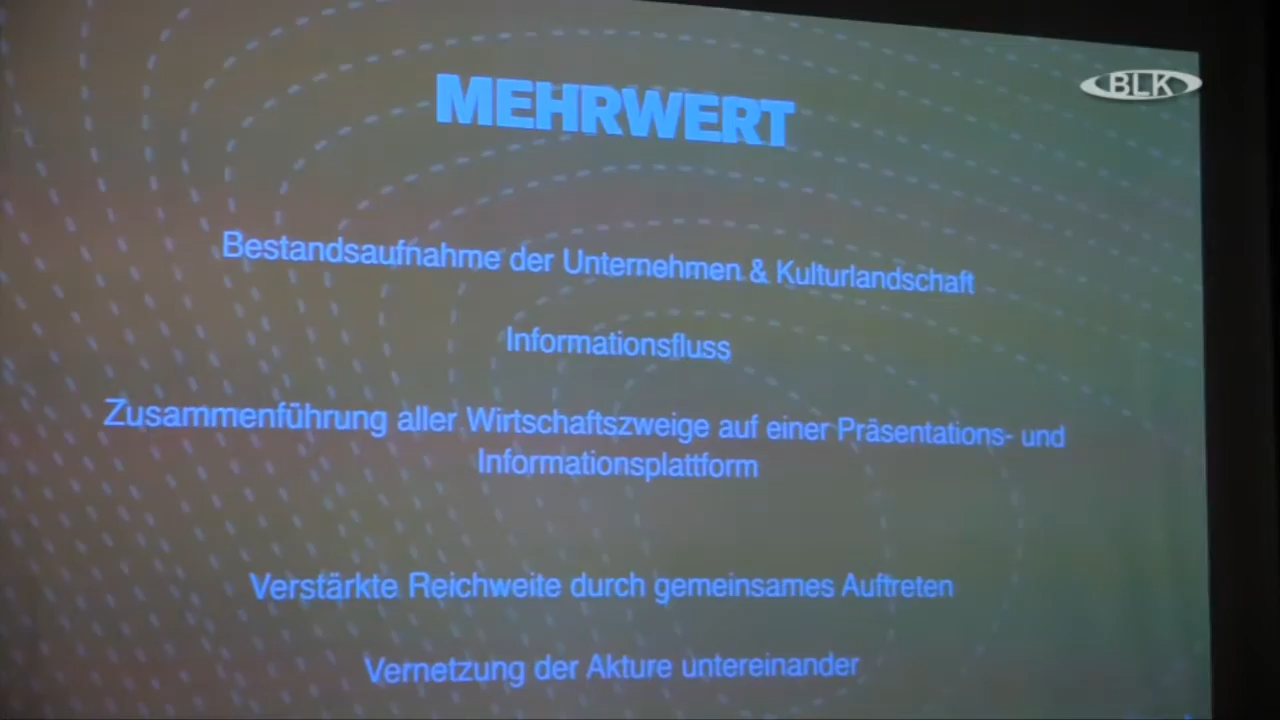 BLK
MEHRWERT
Bestandsaufnahme der Unternehmen & Kulturlandschaft
Informationsfluss
Zusammenführung aller Wirtschaftszweige auf einer Präsentations- und
Informationsplattform
Verstärkte Reichweite durch gemeinsames Auftreten
Vernetzung der Akture untereinander